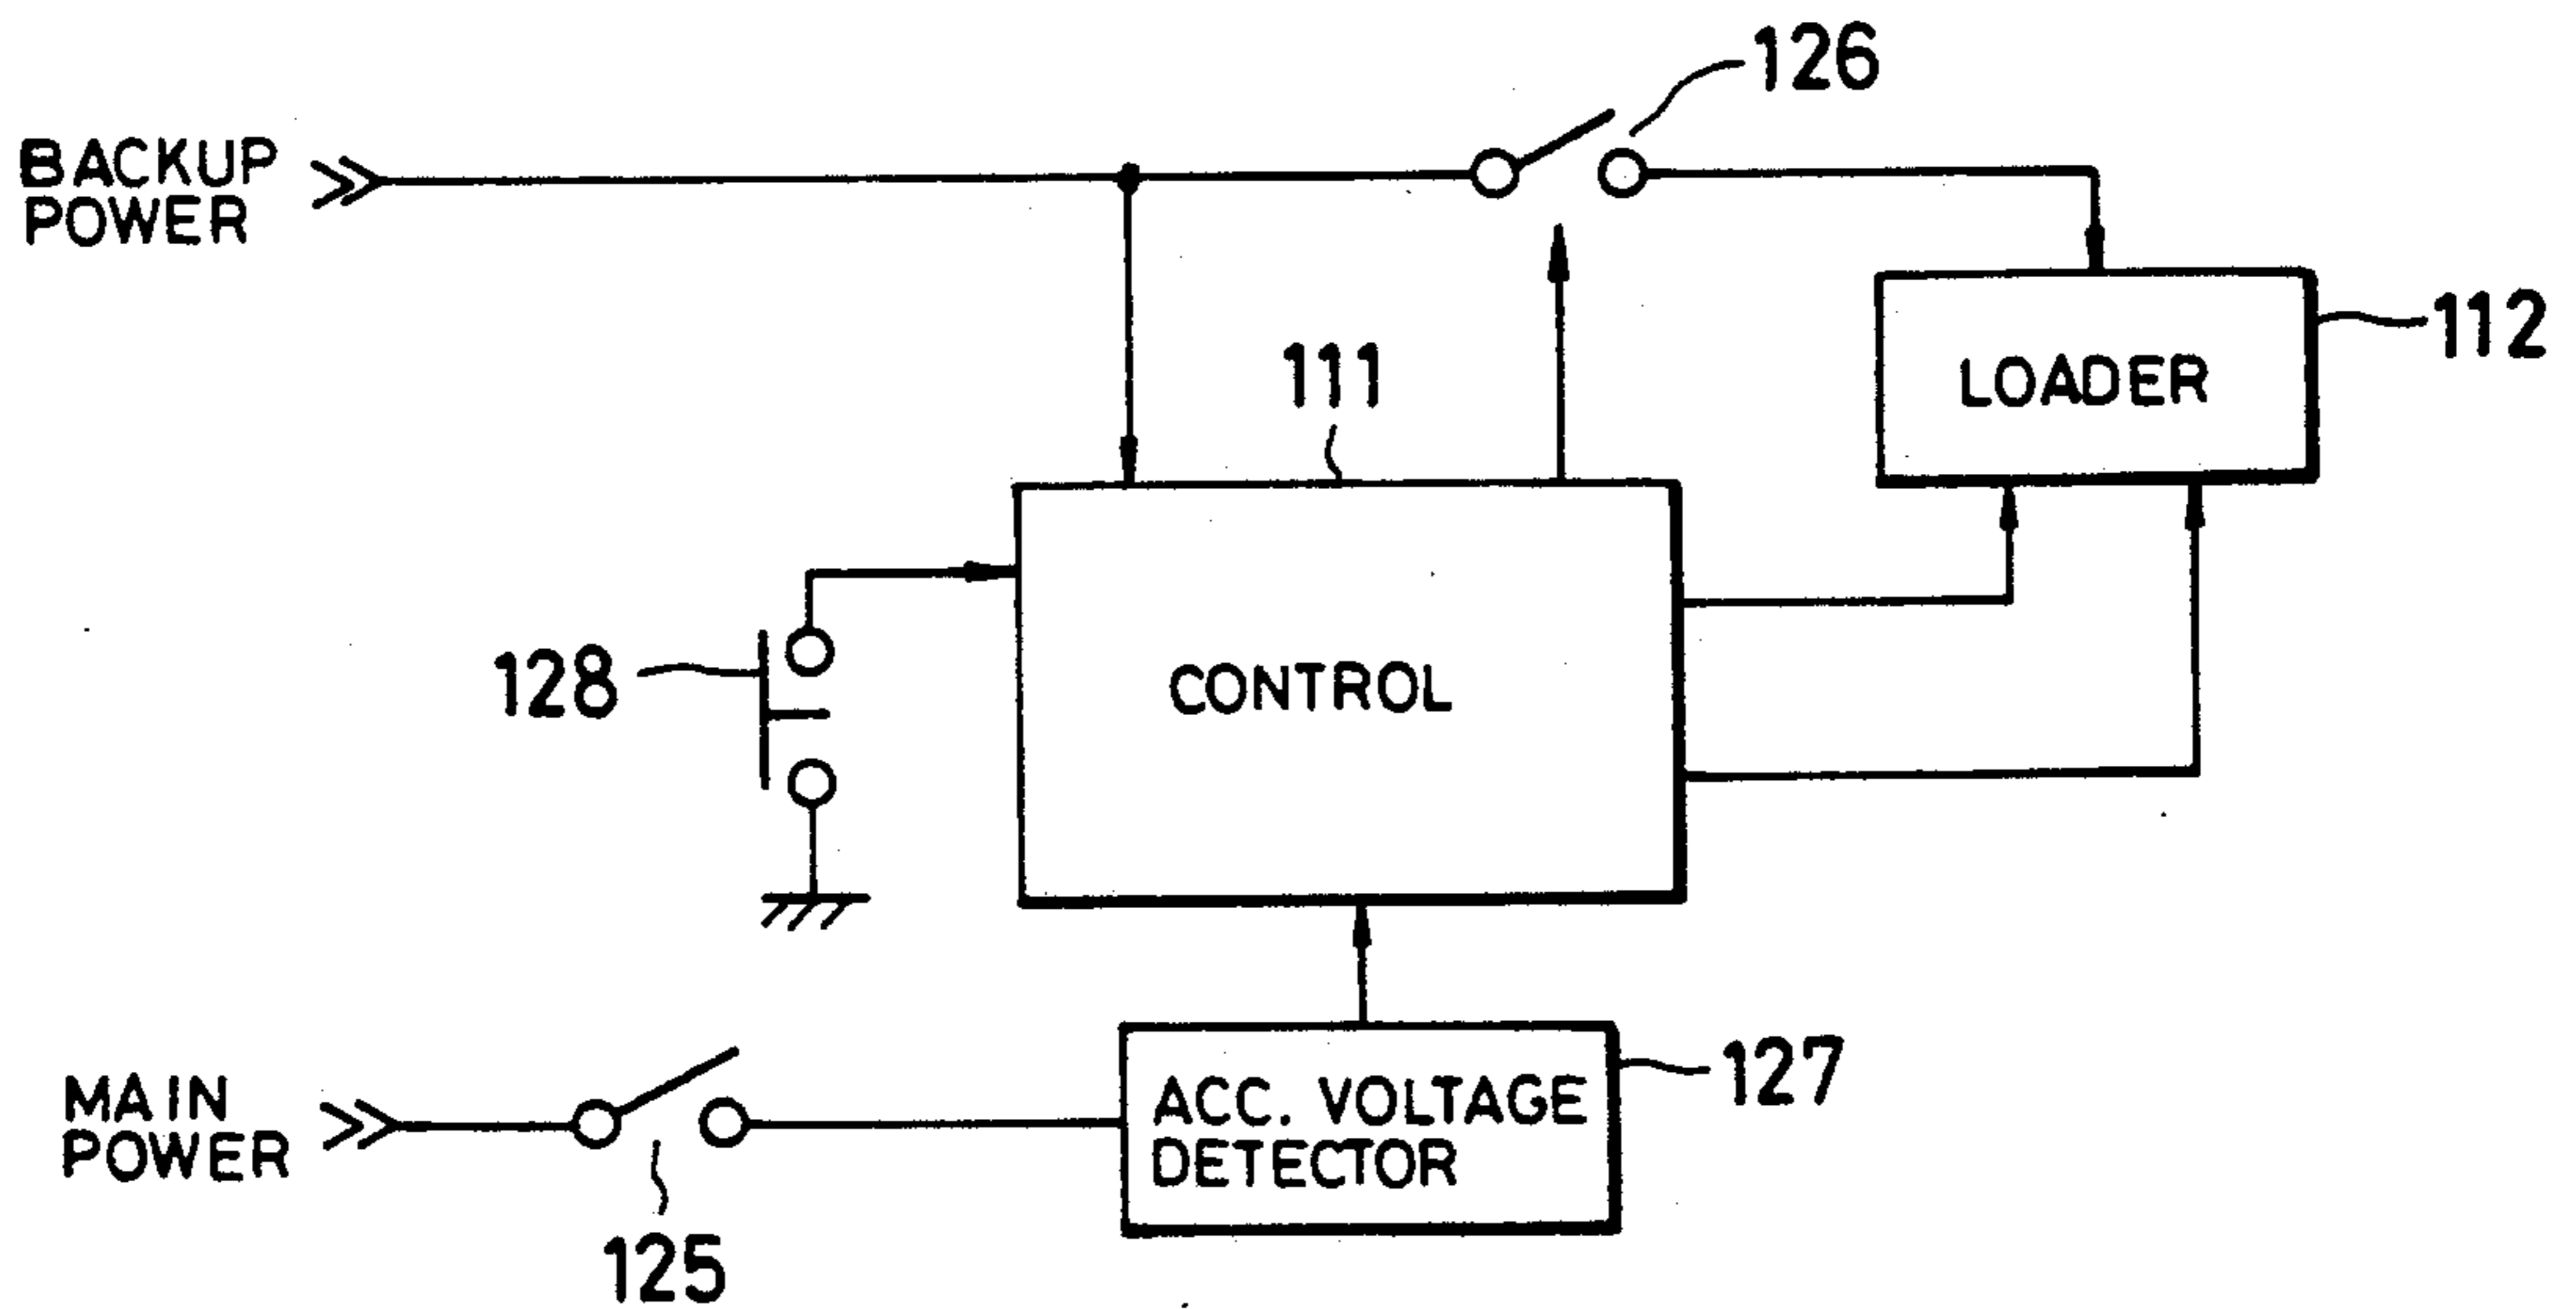 126
BACKUP
POWER
111
LOADER
112
128
CONTROL
MAIN
POWER
125
ACC. VOLTAGE
DETECTOR
127